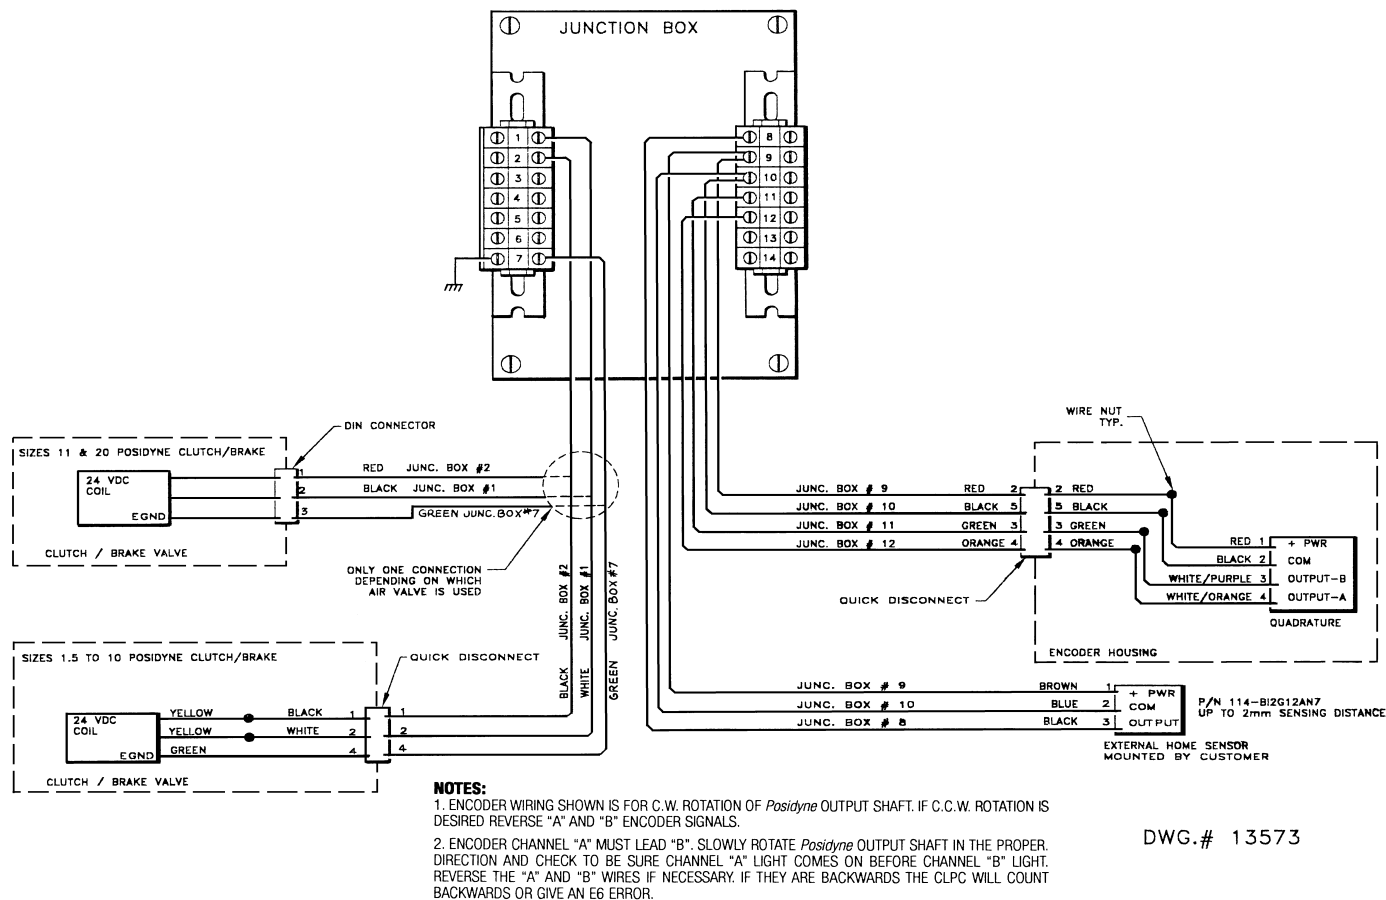 JUNCTION BOX
1
2
3
4
5
6
7
8
9
10
11
12
13
14
DIN CONNECTOR
SIZES 11 & 20 POSIDYNE CLUTCH/BRAKE
24 VDC
COIL
EGND
CLUTCH / BRAKE VALVE
1
2
3
RED JUNC. BOX #2
BLACK JUNC. BOX #1
GREEN JUNC.BOX#7
ONLY ONE CONNECTION
DEPENDING ON WHICH
AIR VALVE IS USED
BLACK JUNC. BOX #2
WHITE JUNC. BOX #1
GREEN JUNC. BOX#7
SIZES 1.5 TO 10 POSIDYNE CLUTCH/BRAKE
QUICK DISCONNECT
24 VDC
COIL
EGND
YELLOW BLACK 1 1
YELLOW WHITE 2 2
GREEN 4 4
CLUTCH / BRAKE VALVE
WIRE NUT
TYP.
JUNC. BOX # 9 RED 2 2 RED
JUNC. BOX # 10 BLACK 5 5 BLACK
JUNC. BOX # 11 GREEN 3 3 GREEN
JUNC. BOX # 12 ORANGE 4 4 ORANGE
RED 1 + PWR
BLACK 2 COM
WHITE/PURPLE 3 OUTPUT-B
WHITE/ORANGE 4 OUTPUT-A
QUADRATURE
QUICK DISCONNECT
ENCODER HOUSING
JUNC. BOX # 9 BROWN 1 + PWR
JUNC. BOX # 10 BLUE 2 COM
JUNC. BOX # 8 BLACK 3 OUTPUT
P/N 114-BI2G12AN7
UP TO 2mm SENSING DISTANCE
EXTERNAL HOME SENSOR
MOUNTED BY CUSTOMER
NOTES:
1. ENCODER WIRING SHOWN IS FOR C.W. ROTATION OF Posidyne OUTPUT SHAFT. IF C.C.W. ROTATION IS
DESIRED REVERSE "A" AND "B" ENCODER SIGNALS.
2. ENCODER CHANNEL "A" MUST LEAD "B". SLOWLY ROTATE Posidyne OUTPUT SHAFT IN THE PROPER.
DIRECTION AND CHECK TO BE SURE CHANNEL "A" LIGHT COMES ON BEFORE CHANNEL "B" LIGHT.
REVERSE THE "A" AND "B" WIRES IF NECESSARY. IF THEY ARE BACKWARDS THE CLPC WILL COUNT
BACKWARDS OR GIVE AN E6 ERROR.
DWG.# 13573